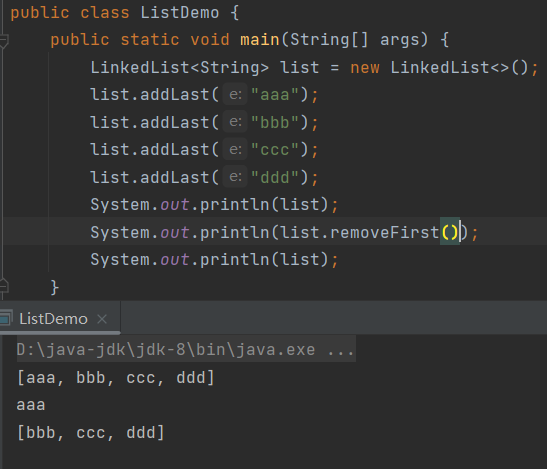 public class ListDemo {
public static void main(String[] args) {
LinkedList<String> list = new LinkedList<>();
list.addLast( e: "aaa");
list.addLast( e: "bbb");
list.addLast( e: "ccc");
list.addLast( e: "ddd");
System.out.println(list);
System.out.println(list.removeFirst());
System.out.println(list);
}
ListDemo ×
D:\java-jdk\jdk-8\bin\java.exe ...
[aaa, bbb, ccc, ddd]
aaa
[bbb, ccc, ddd]